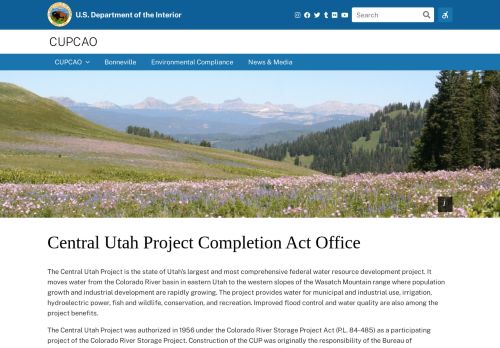 U.S. Department of the Interior
Search
CUPCAO
CUPCAO Bonneville Environmental Compliance News & Media
Central Utah Project Completion Act Office
The Central Utah Project is the state of Utah's largest and most comprehensive federal water resource development project. It
moves water from the Colorado River basin in eastern Utah to the western slopes of the Wasatch Mountain range where population
growth and industrial development are rapidly growing. The project provides water for municipal and industrial use, irrigation,
hydroelectric power, fish and wildlife, conservation, and recreation. Improved flood control and water quality are also among the
project benefits.
The Central Utah Project was authorized in 1956 under the Colorado River Storage Project Act (P.L. 84-485) as a participating
project of the Colorado River Storage Project. Construction of the CUP was originally the responsibility of the Bureau of